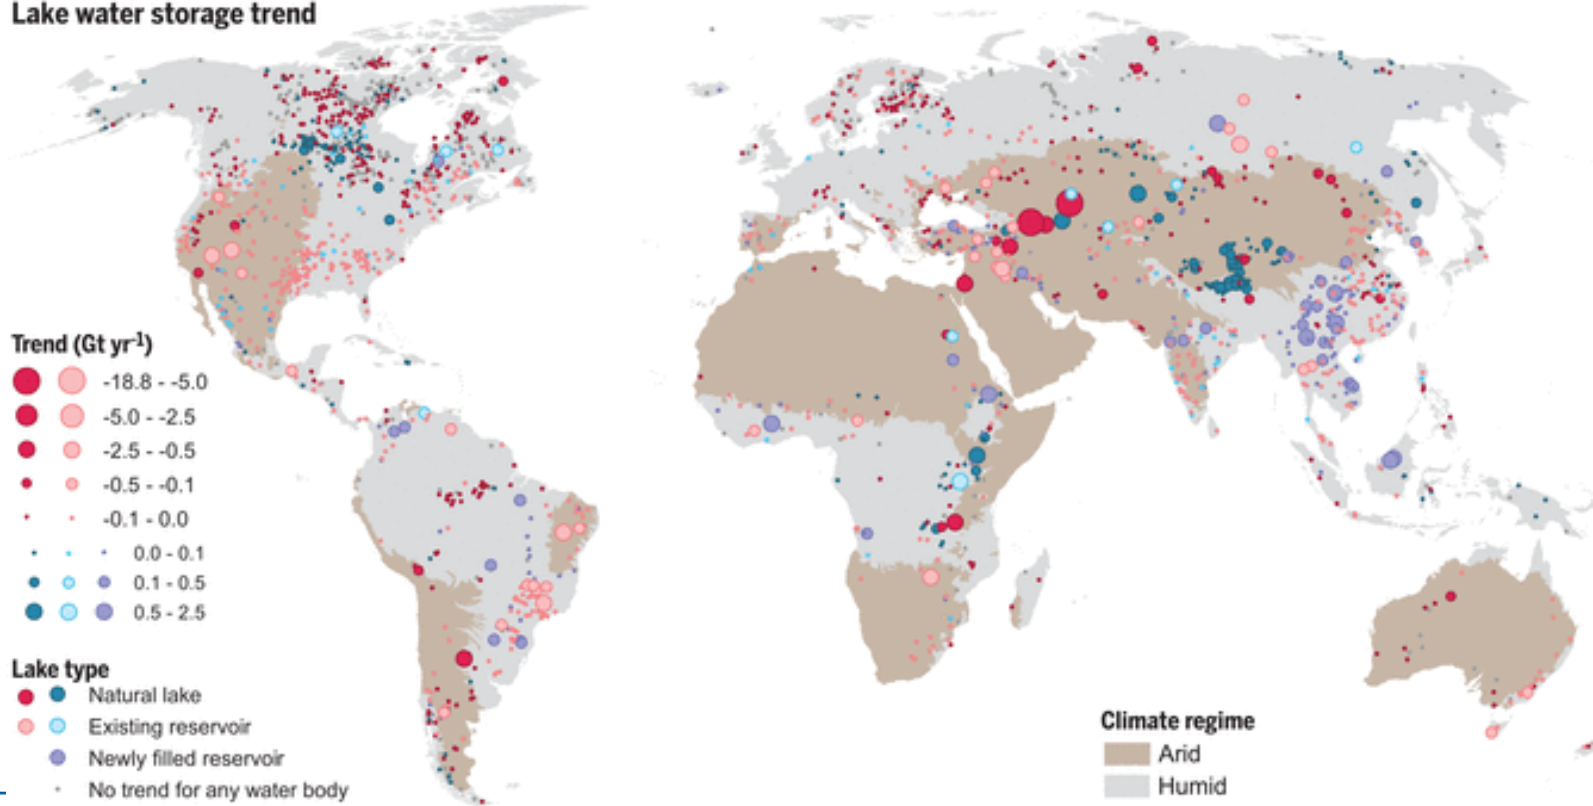 Lake water storage trend
Trend (Gt yr⁻¹)
-18.8 - -5.0
-5.0 - -2.5
-2.5 - -0.5
-0.5 - -0.1
-0.1 - 0.0
0.0 - 0.1
0.1 - 0.5
0.5 - 2.5
Lake type
Natural lake
Existing reservoir
Newly filled reservoir
No trend for any water body
Climate regime
Arid
Humid